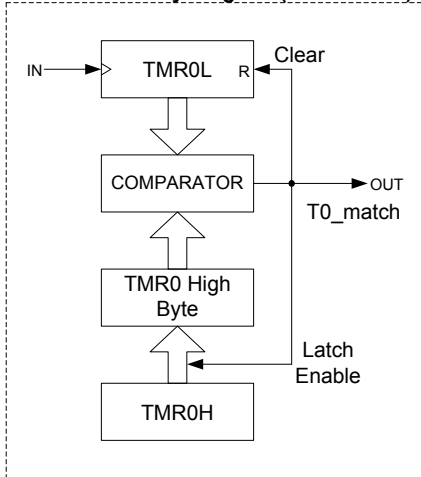 IN
TMR0L
R
Clear
COMPARATOR
OUT
T0_match
TMR0 High
Byte
Latch
Enable
TMR0H